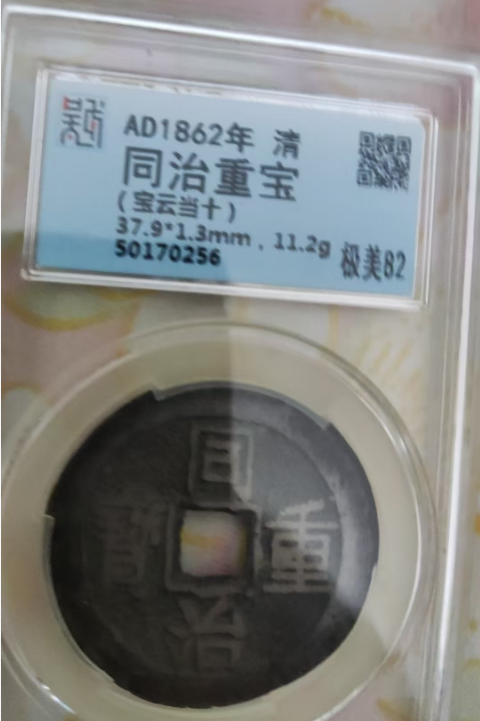 AD1862年 清
同治重宝
(宝云当十)
37.9*1.3mm , 11.2g
50170256
极美82
同
重
治
寶